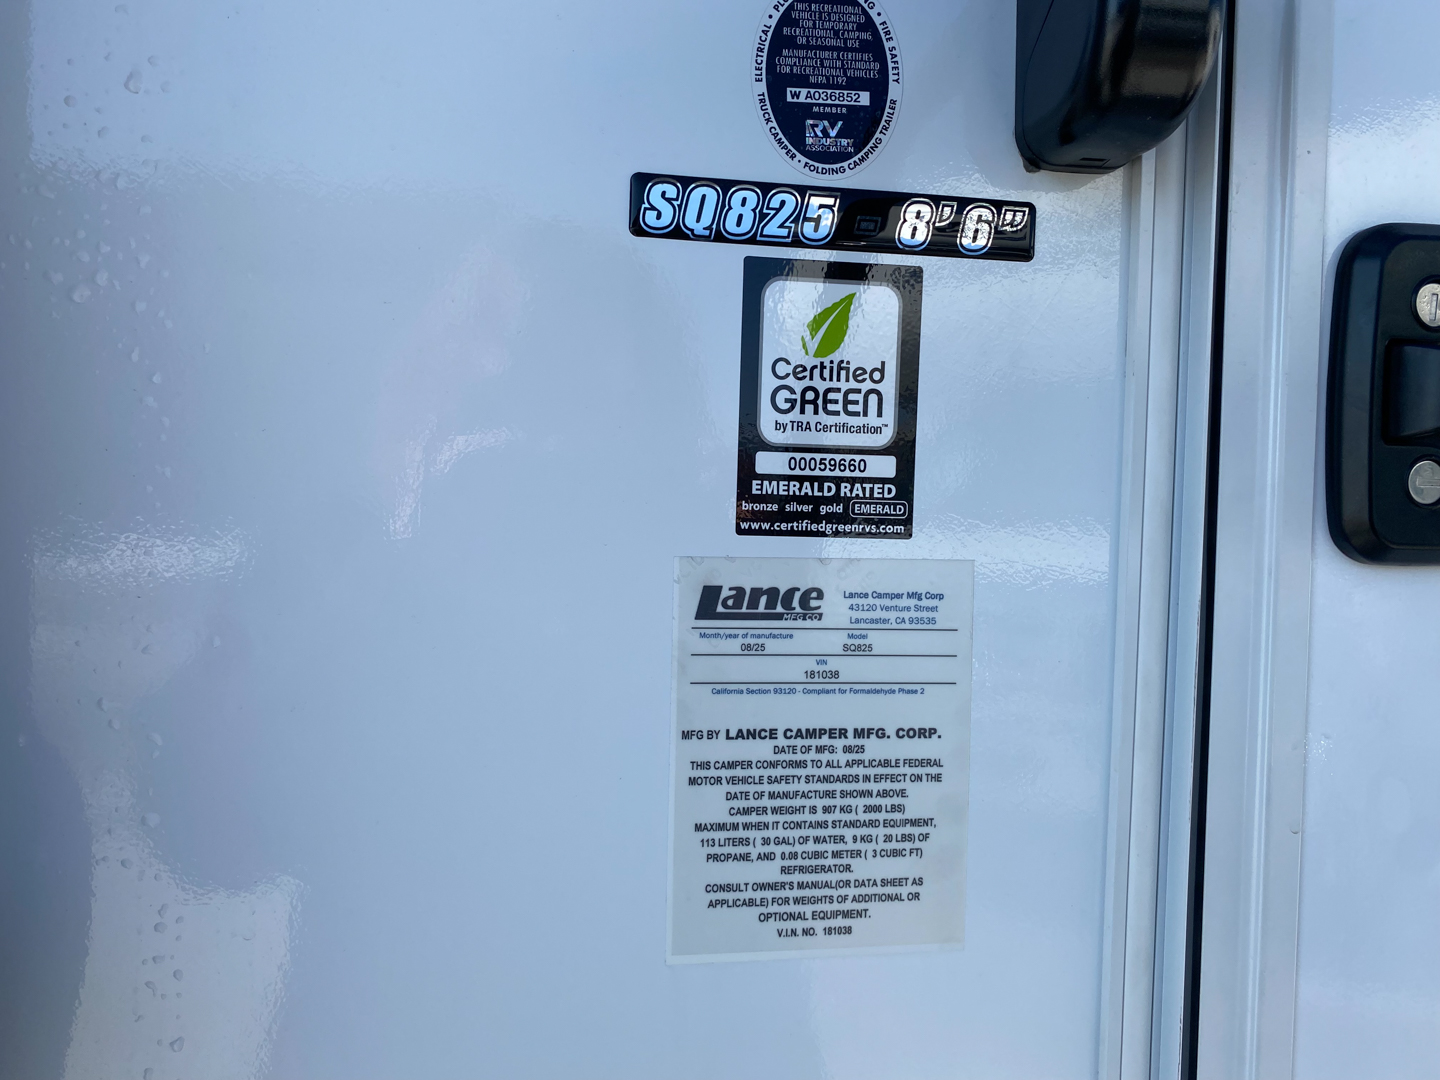 THIS RECREATIONAL
VEHICLE IS DESIGNED
FOR TEMPORARY
RECREATIONAL, CAMPING,
OR SEASONAL USE
MANUFACTURER CERTIFIES
COMPLIANCE WITH STANDARD
FOR RECREATIONAL VEHICLES
NFPA 1192
W A036852
MEMBER
RV
INDUSTRY
ASSOCIATION
ELECTRICAL •
• FIRE SAFETY
TRUCK CAMPER • FOLDING CAMPING TRAILER
SQ825 8'6"
Certified
GREEN
by TRA Certification™
00059660
EMERALD RATED
bronze silver gold EMERALD
www.certifiedgreenrvs.com
Lance
MFG CO
Lance Camper Mfg Corp
43120 Venture Street
Lancaster, CA 93535
Month/year of manufacture Model
08/25 SQ825
VIN
181038
California Section 93120 - Compliant for Formaldehyde Phase 2
MFG BY LANCE CAMPER MFG. CORP.
DATE OF MFG: 08/25
THIS CAMPER CONFORMS TO ALL APPLICABLE FEDERAL
MOTOR VEHICLE SAFETY STANDARDS IN EFFECT ON THE
DATE OF MANUFACTURE SHOWN ABOVE.
CAMPER WEIGHT IS 907 KG ( 2000 LBS)
MAXIMUM WHEN IT CONTAINS STANDARD EQUIPMENT,
113 LITERS ( 30 GAL) OF WATER, 9 KG ( 20 LBS) OF
PROPANE, AND 0.08 CUBIC METER ( 3 CUBIC FT)
REFRIGERATOR.
CONSULT OWNER'S MANUAL(OR DATA SHEET AS
APPLICABLE) FOR WEIGHTS OF ADDITIONAL OR
OPTIONAL EQUIPMENT.
V.I.N. NO. 181038